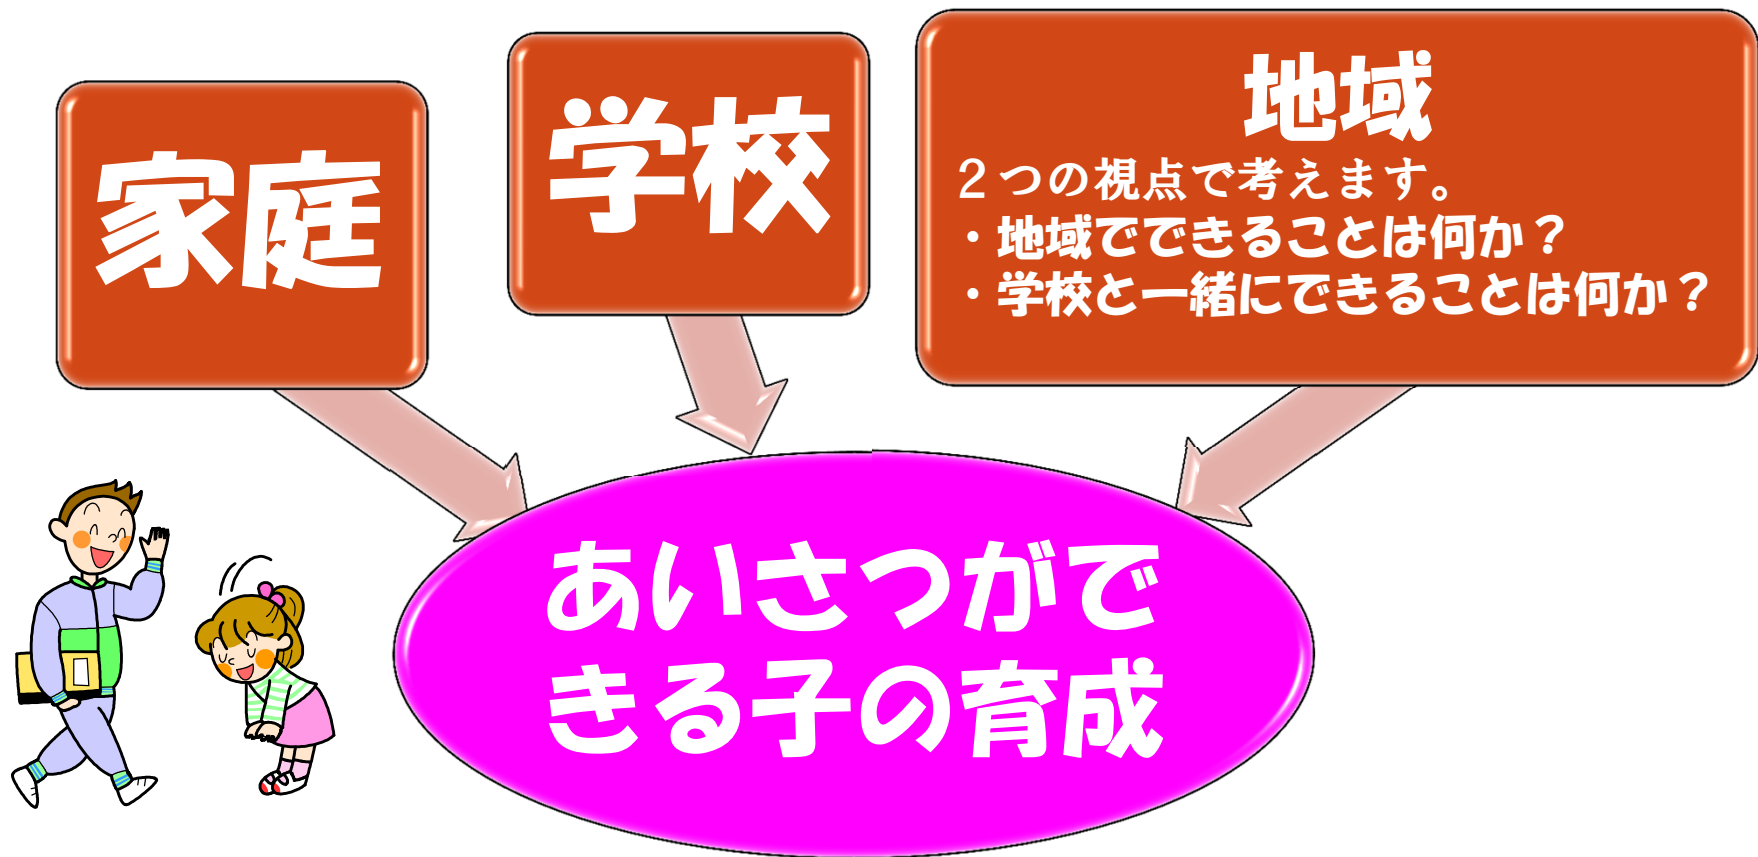 家庭
学校
地域
２つの視点で考えます。
・地域でできることは何か？
・学校と一緒にできることは何か？
あいさつがで
きる子の育成